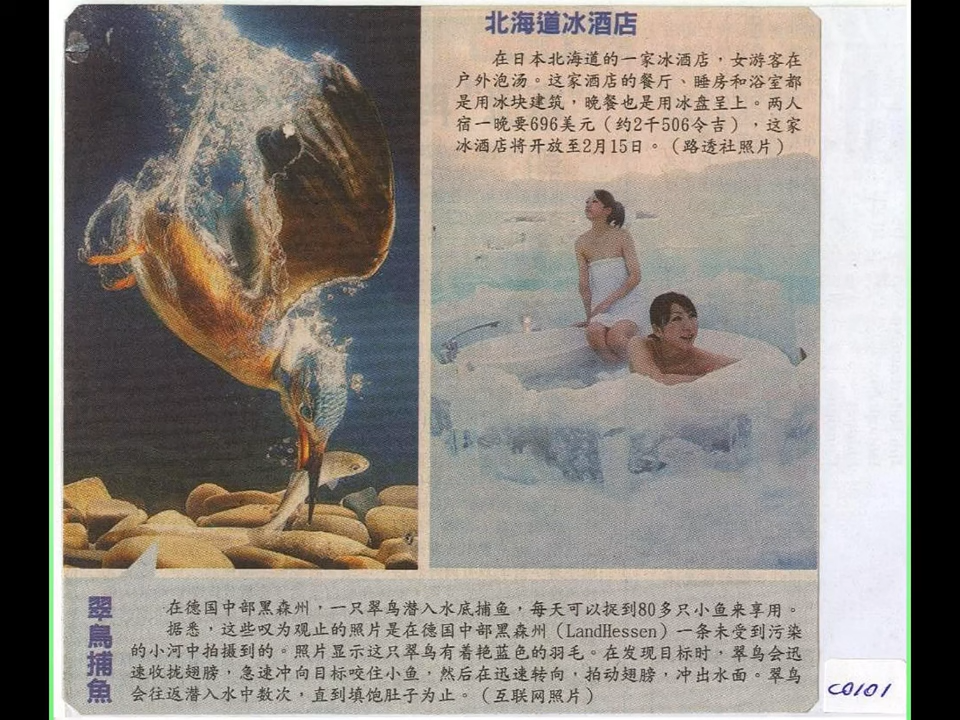 北海道冰酒店
在日本北海道的一家冰酒店，女游客在
户外泡汤。这家酒店的餐厅、睡房和浴室都
是用冰块建筑，晚餐也是用冰盘呈上。两人
宿一晚要696美元（约2千506令吉），这家
冰酒店将开放至2月15日。（路透社照片）
翠鳥捕魚
在德国中部黑森州，一只翠鸟潜入水底捕鱼，每天可以捉到80多只小鱼来享用。
据悉，这些叹为观止的照片是在德国中部黑森州（LandHessen）一条未受到污染
的小河中拍摄到的。照片显示这只翠鸟有着艳蓝色的羽毛。在发现目标时，翠鸟会迅
速收拢翅膀，急速冲向目标咬住小鱼，然后在迅速转向，拍动翅膀，冲出水面。翠鸟
会往返潜入水中数次，直到填饱肚子为止。（互联网照片）
C0101